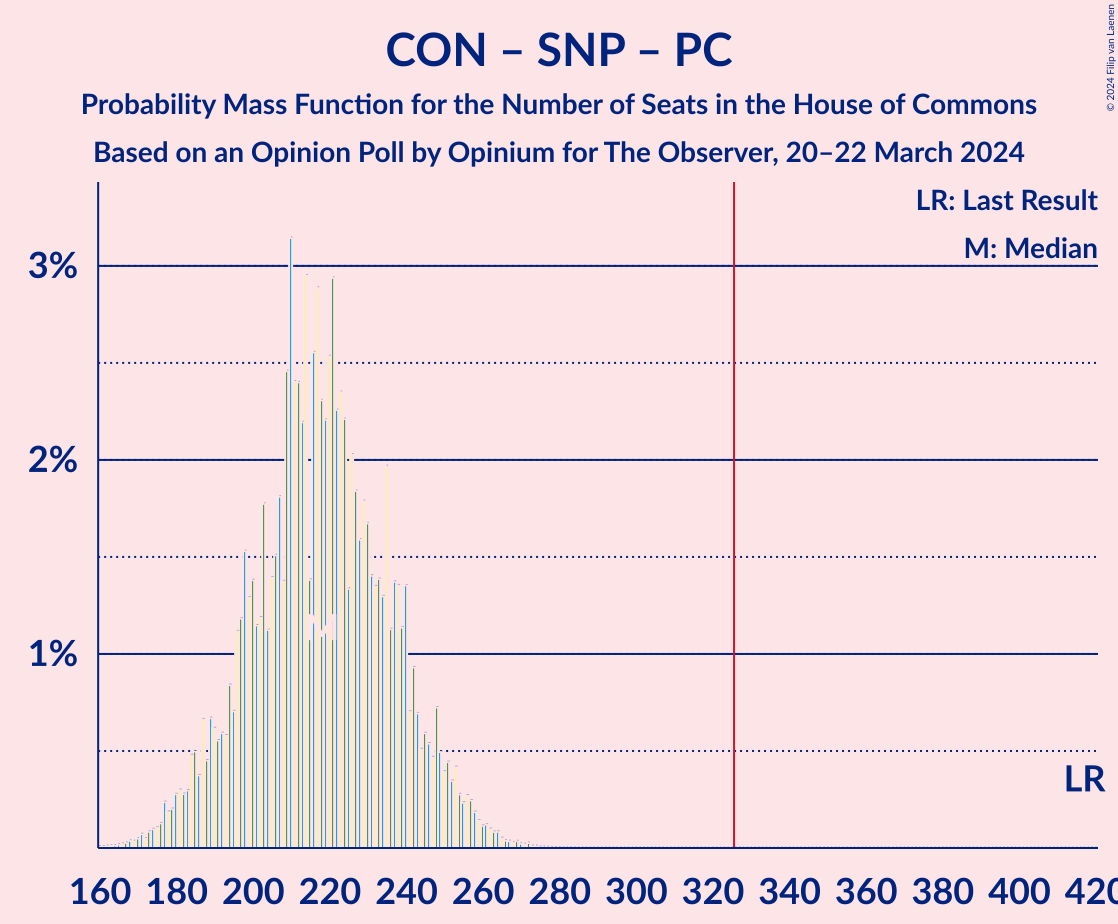 CON – SNP – PC
Probability Mass Function for the Number of Seats in the House of Commons
Based on an Opinion Poll by Opinium for The Observer, 20–22 March 2024
© 2024 Filip van Laenen
LR: Last Result
M: Median
3%
2%
1%
LR
160 180 200 220 240 260 280 300 320 340 360 380 400 420